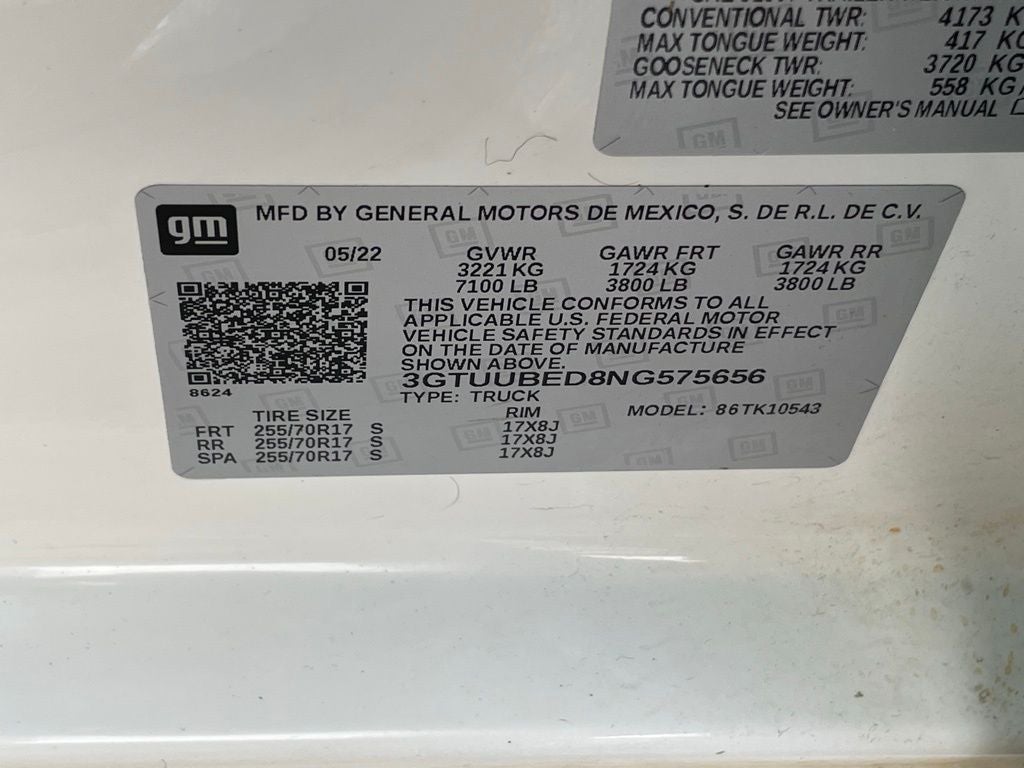 CONVENTIONAL TWR: 4173 K
MAX TONGUE WEIGHT: 417 KG
GOOSENECK TWR: 3720 KG
MAX TONGUE WEIGHT: 558 KG/
SEE OWNER'S MANUAL
gm MFD BY GENERAL MOTORS DE MEXICO, S. DE R.L. DE C.V.
05/22 GVWR GAWR FRT GAWR RR
3221 KG 1724 KG 1724 KG
7100 LB 3800 LB 3800 LB
THIS VEHICLE CONFORMS TO ALL
APPLICABLE U.S. FEDERAL MOTOR
VEHICLE SAFETY STANDARDS IN EFFECT
ON THE DATE OF MANUFACTURE
SHOWN ABOVE.
3GTUUBED8NG575656
8624 TYPE: TRUCK
TIRE SIZE RIM MODEL: 86TK10543
FRT 255/70R17 S 17X8J
RR 255/70R17 S 17X8J
SPA 255/70R17 S 17X8J